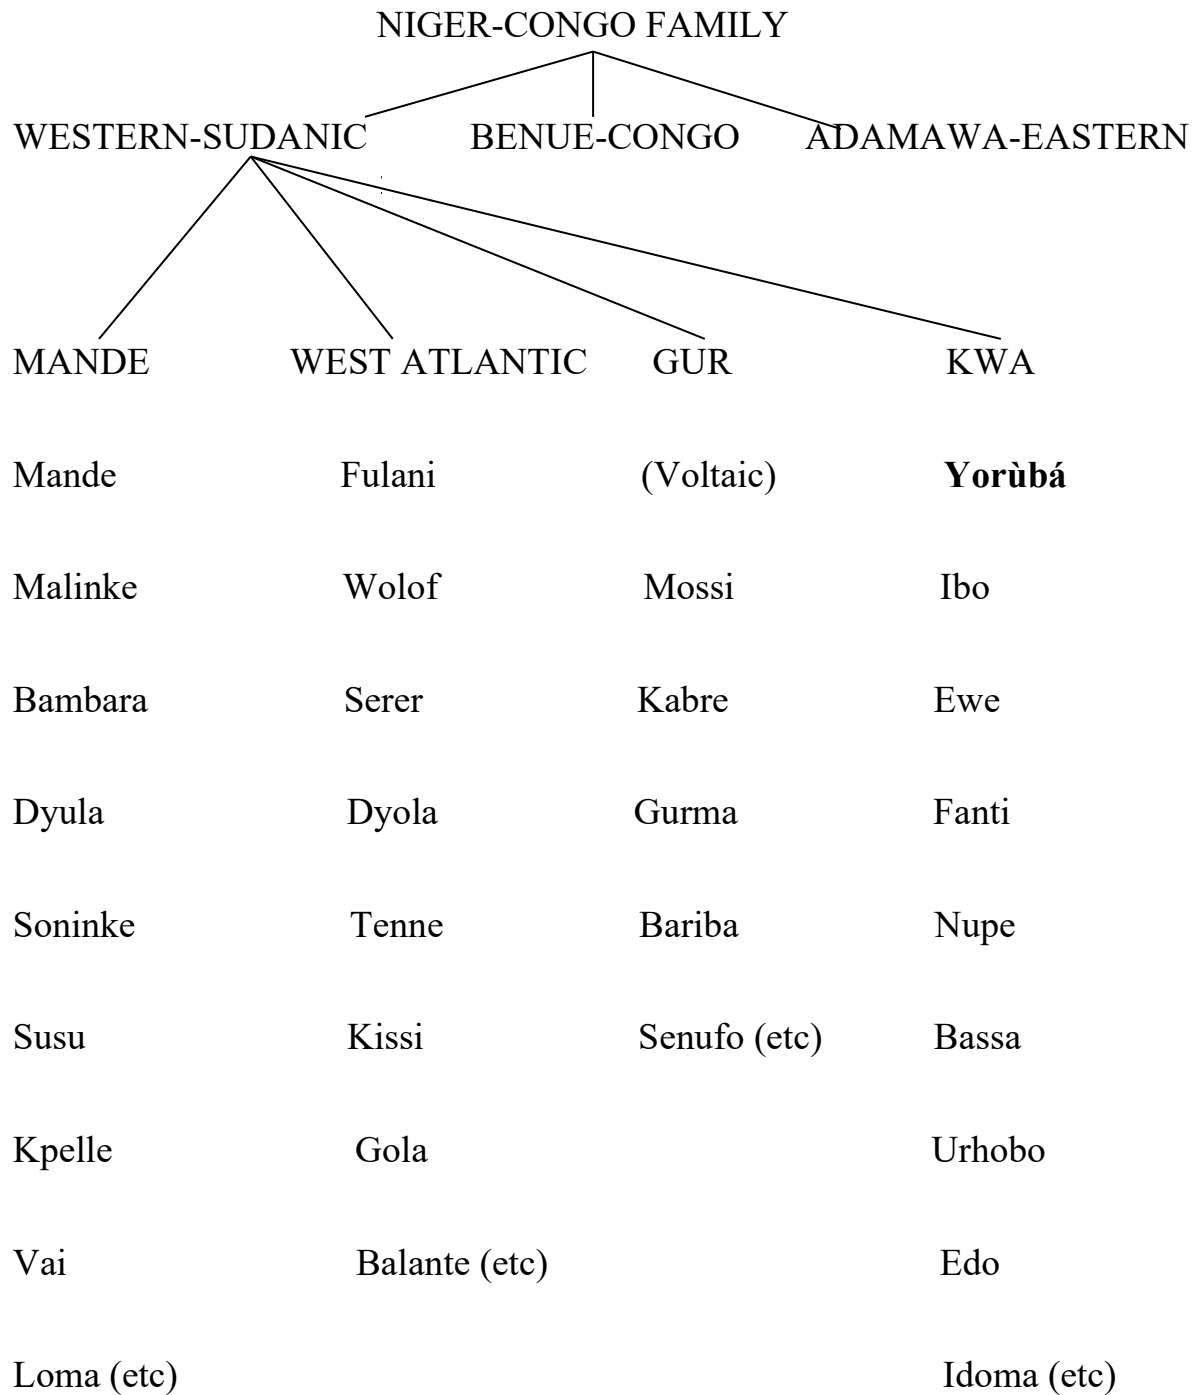 NIGER-CONGO FAMILY
WESTERN-SUDANIC BENUE-CONGO ADAMAWA-EASTERN
MANDE WEST ATLANTIC GUR KWA
Mande Fulani (Voltaic) Yorùbá
Malinke Wolof Mossi Ibo
Bambara Serer Kabre Ewe
Dyula Dyola Gurma Fanti
Soninke Tenne Bariba Nupe
Susu Kissi Senufo (etc) Bassa
Kpelle Gola Urhobo
Vai Balante (etc) Edo
Loma (etc) Idoma (etc)